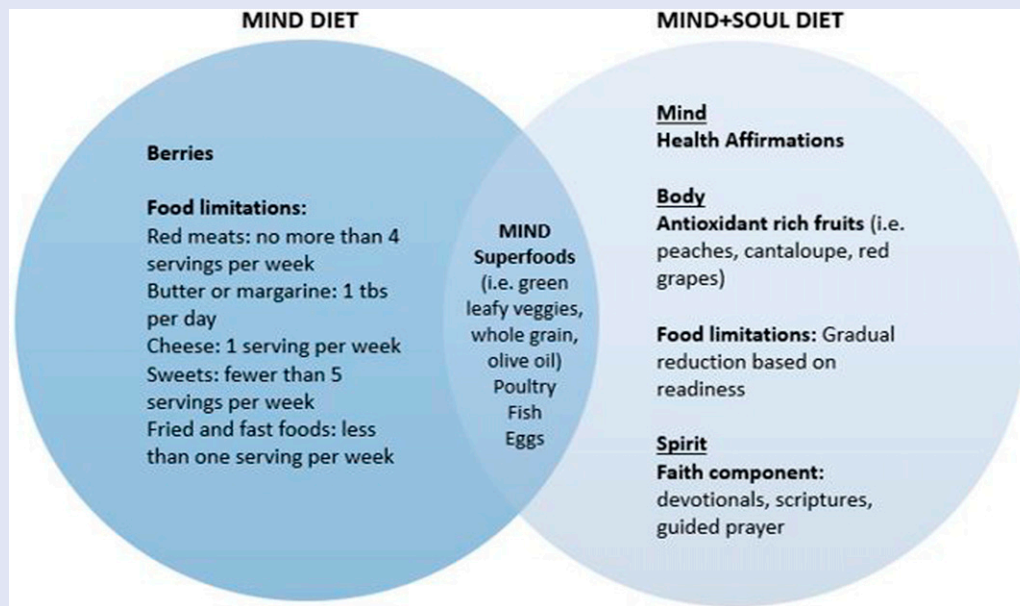 MIND DIET
MIND+SOUL DIET
Berries
Food limitations:
Red meats: no more than 4
servings per week
Butter or margarine: 1 tbs
per day
Cheese: 1 serving per week
Sweets: fewer than 5
servings per week
Fried and fast foods: less
than one serving per week
MIND
Superfoods
(i.e. green
leafy veggies,
whole grain,
olive oil)
Poultry
Fish
Eggs
Mind
Health Affirmations
Body
Antioxidant rich fruits (i.e.
peaches, cantaloupe, red
grapes)
Food limitations: Gradual
reduction based on
readiness
Spirit
Faith component:
devotionals, scriptures,
guided prayer